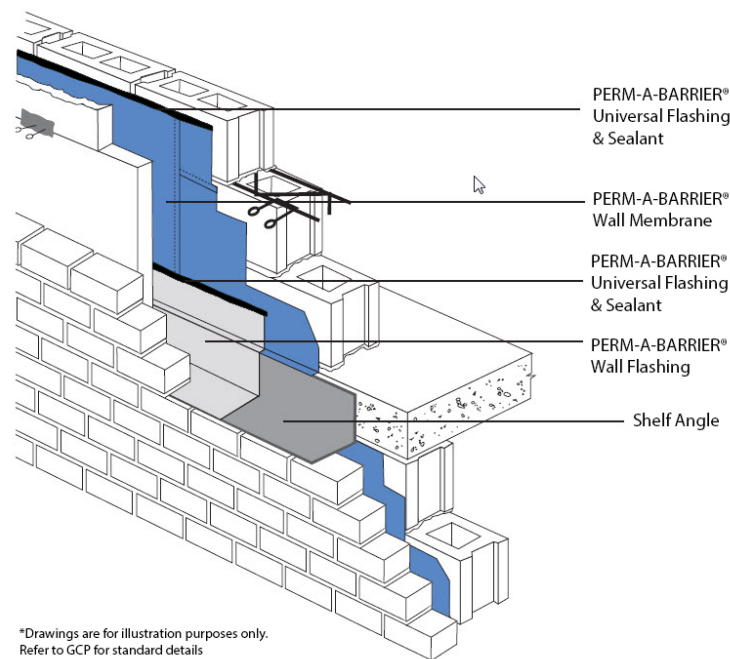 PERM-A-BARRIER®
Universal Flashing
& Sealant
PERM-A-BARRIER®
Wall Membrane
PERM-A-BARRIER®
Universal Flashing
& Sealant
PERM-A-BARRIER®
Wall Flashing
Shelf Angle
*Drawings are for illustration purposes only.
Refer to GCP for standard details